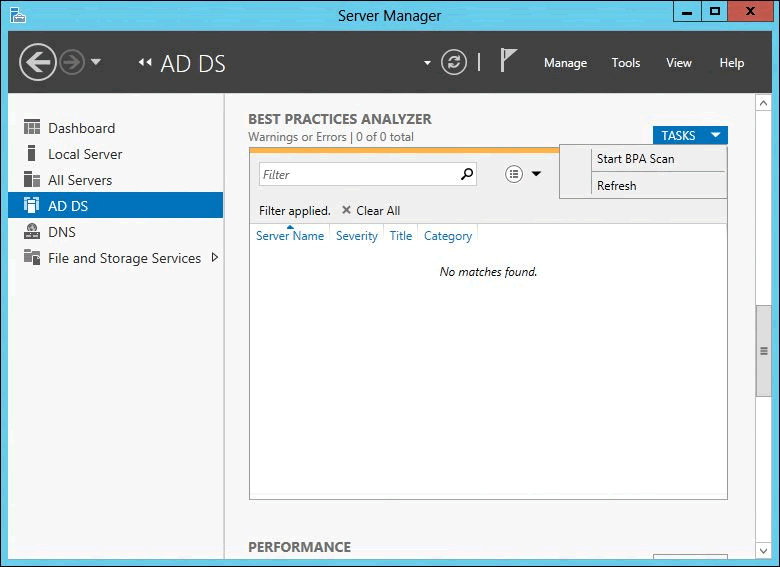 Server Manager
AD DS
Manage Tools View Help
Dashboard
Local Server
All Servers
AD DS
DNS
File and Storage Services
BEST PRACTICES ANALYZER
Warnings or Errors | 0 of 0 total
TASKS
Start BPA Scan
Refresh
Filter
Filter applied. Clear All
Server Name Severity Title Category
No matches found.
PERFORMANCE